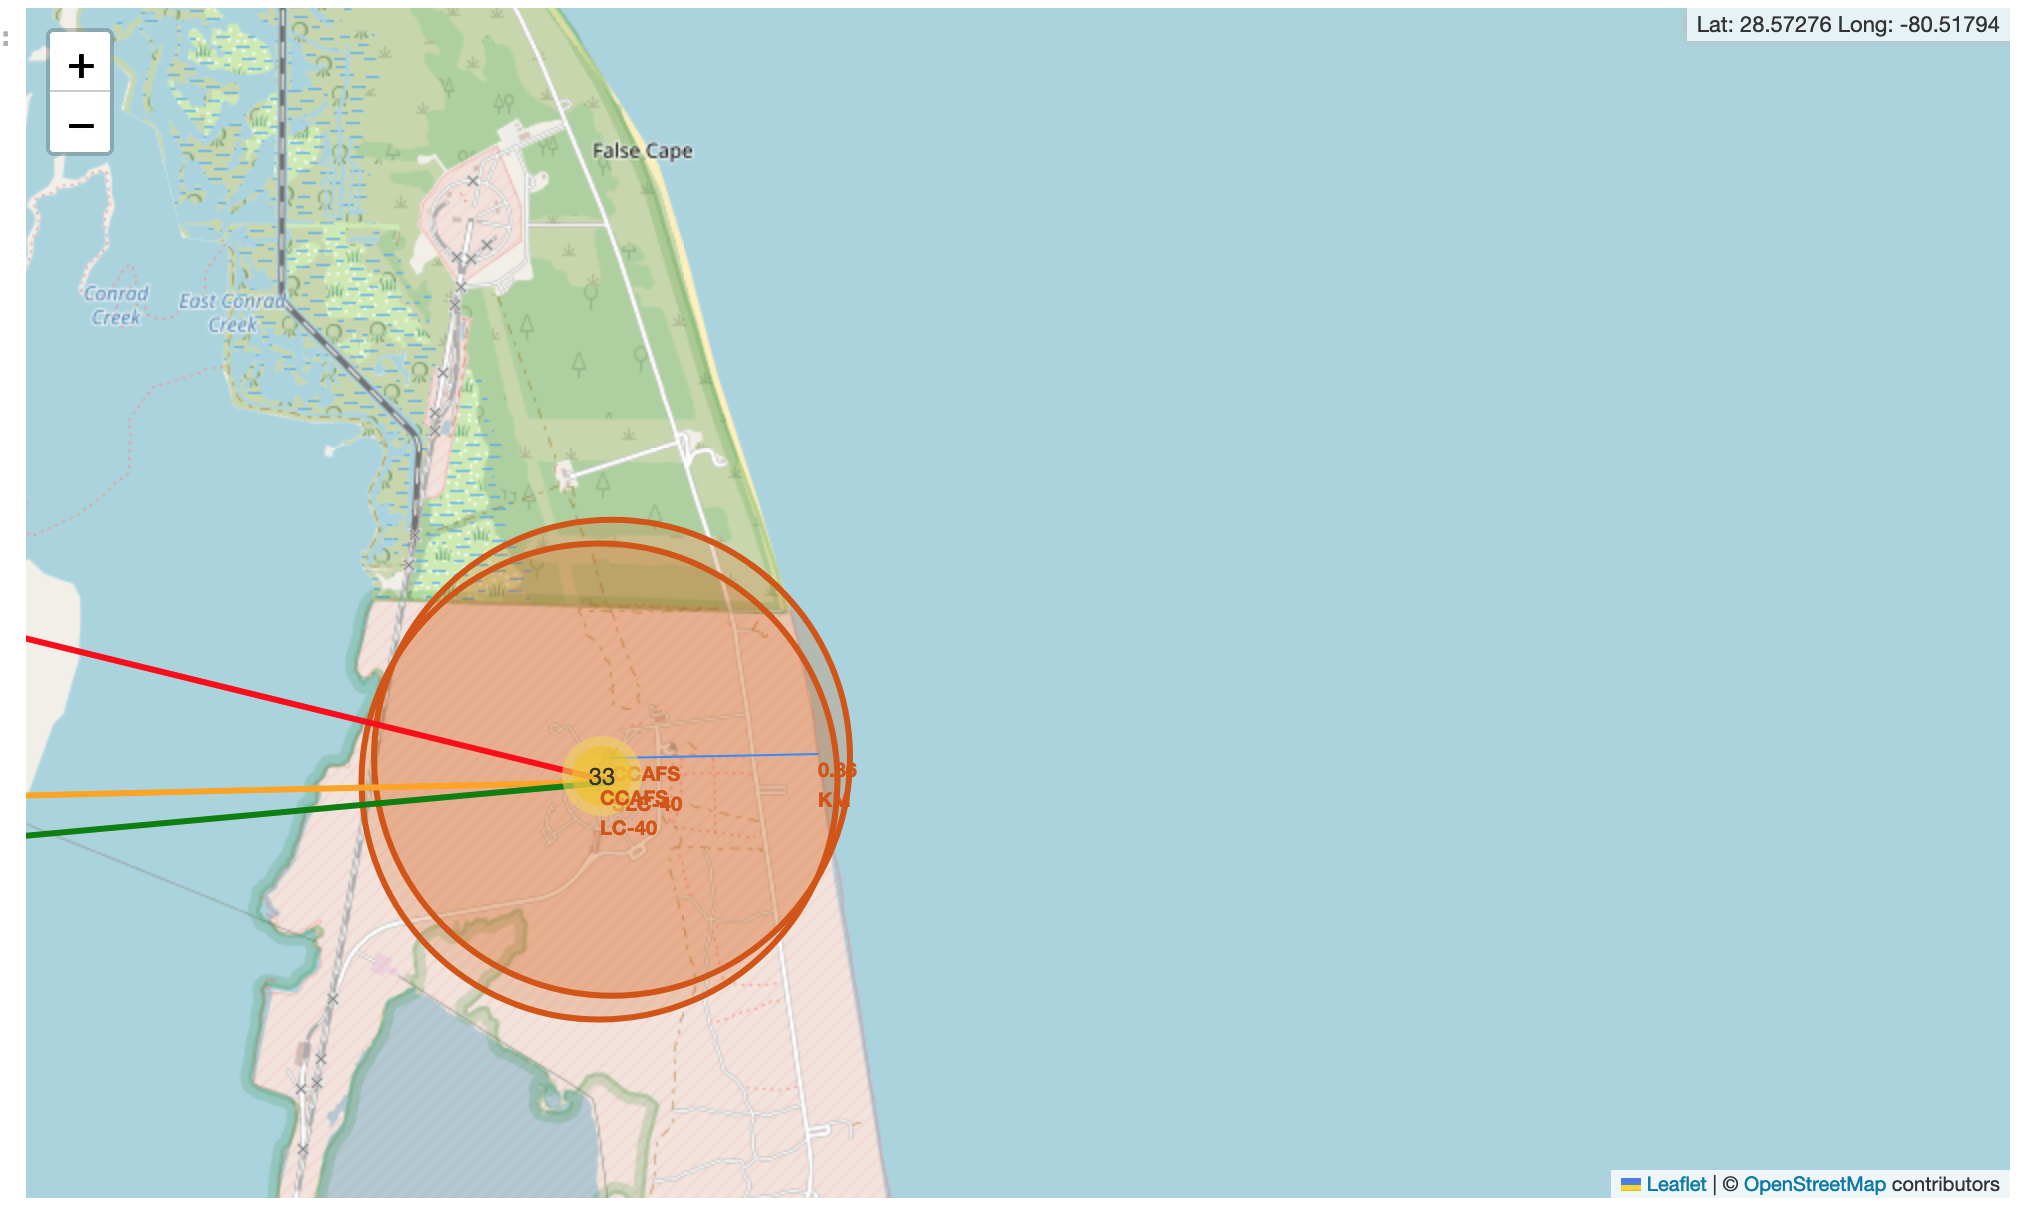 +
−
Lat: 28.57276 Long: -80.51794
False Cape
Conrad
Creek
East Conrad
Creek
33
CCAFS
SLC-40
CCAFS
LC-40
0.86
KM
Leaflet | © OpenStreetMap contributors